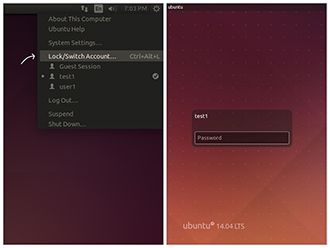 En
7:03 PM
About This Computer
Ubuntu Help
System Settings...
Lock/Switch Account... Ctrl+Alt+L
Guest Session
test1
user1
Log Out...
Suspend
Shut Down...
ubuntu
test1
Password
ubuntu® 14.04 LTS